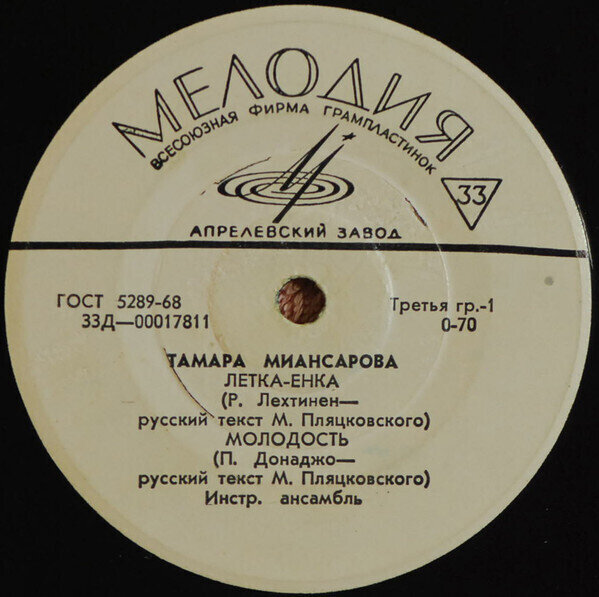 МЕЛОДИЯ
ВСЕСОЮЗНАЯ ФИРМА ГРАМПЛАСТИНОК
33
АПРЕЛЕВСКИЙ ЗАВОД
ГОСТ 5289-68
33Д—00017811
Третья гр.-1
0-70
ТАМАРА МИАНСАРОВА
ЛЕТКА-ЕНКА
(Р. Лехтинен—
русский текст М. Пляцковского)
МОЛОДОСТЬ
(П. Донаджо—
русский текст М. Пляцковского)
Инстр. ансамбль